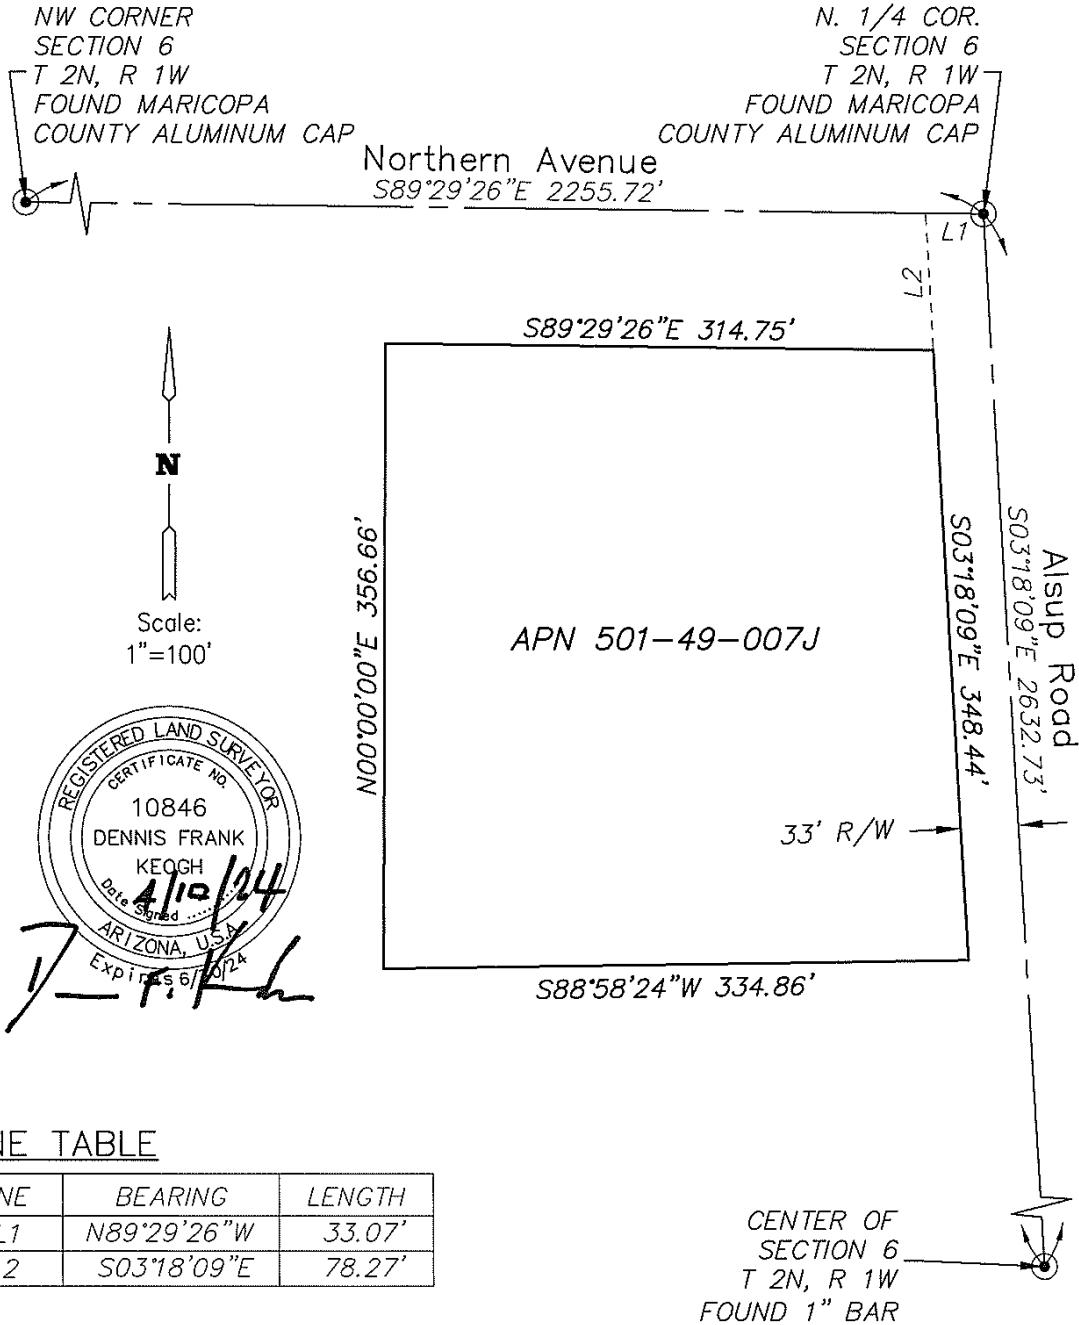 NW CORNER
SECTION 6
T 2N, R 1W
FOUND MARICOPA
COUNTY ALUMINUM CAP
N. 1/4 COR.
SECTION 6
T 2N, R 1W
FOUND MARICOPA
COUNTY ALUMINUM CAP
Northern Avenue
S89°29'26"E 2255.72'
L1
L2
S89°29'26"E 314.75'
N
Scale:
1"=100'
N00°00'00"E 356.66'
APN 501-49-007J
S03°18'09"E 348.44'
S03°18'09"E 2632.73'
Alsup Road
33' R/W
S88°58'24"W 334.86'
REGISTERED LAND SURVEYOR
CERTIFICATE NO.
10846
DENNIS FRANK
KEOGH
Date Signed
4/10/24
ARIZONA, U.S.A.
Expires 6/30/24
NE TABLE
NE BEARING LENGTH
L1 N89°29'26"W 33.07'
2 S03°18'09"E 78.27'
CENTER OF
SECTION 6
T 2N, R 1W
FOUND 1" BAR